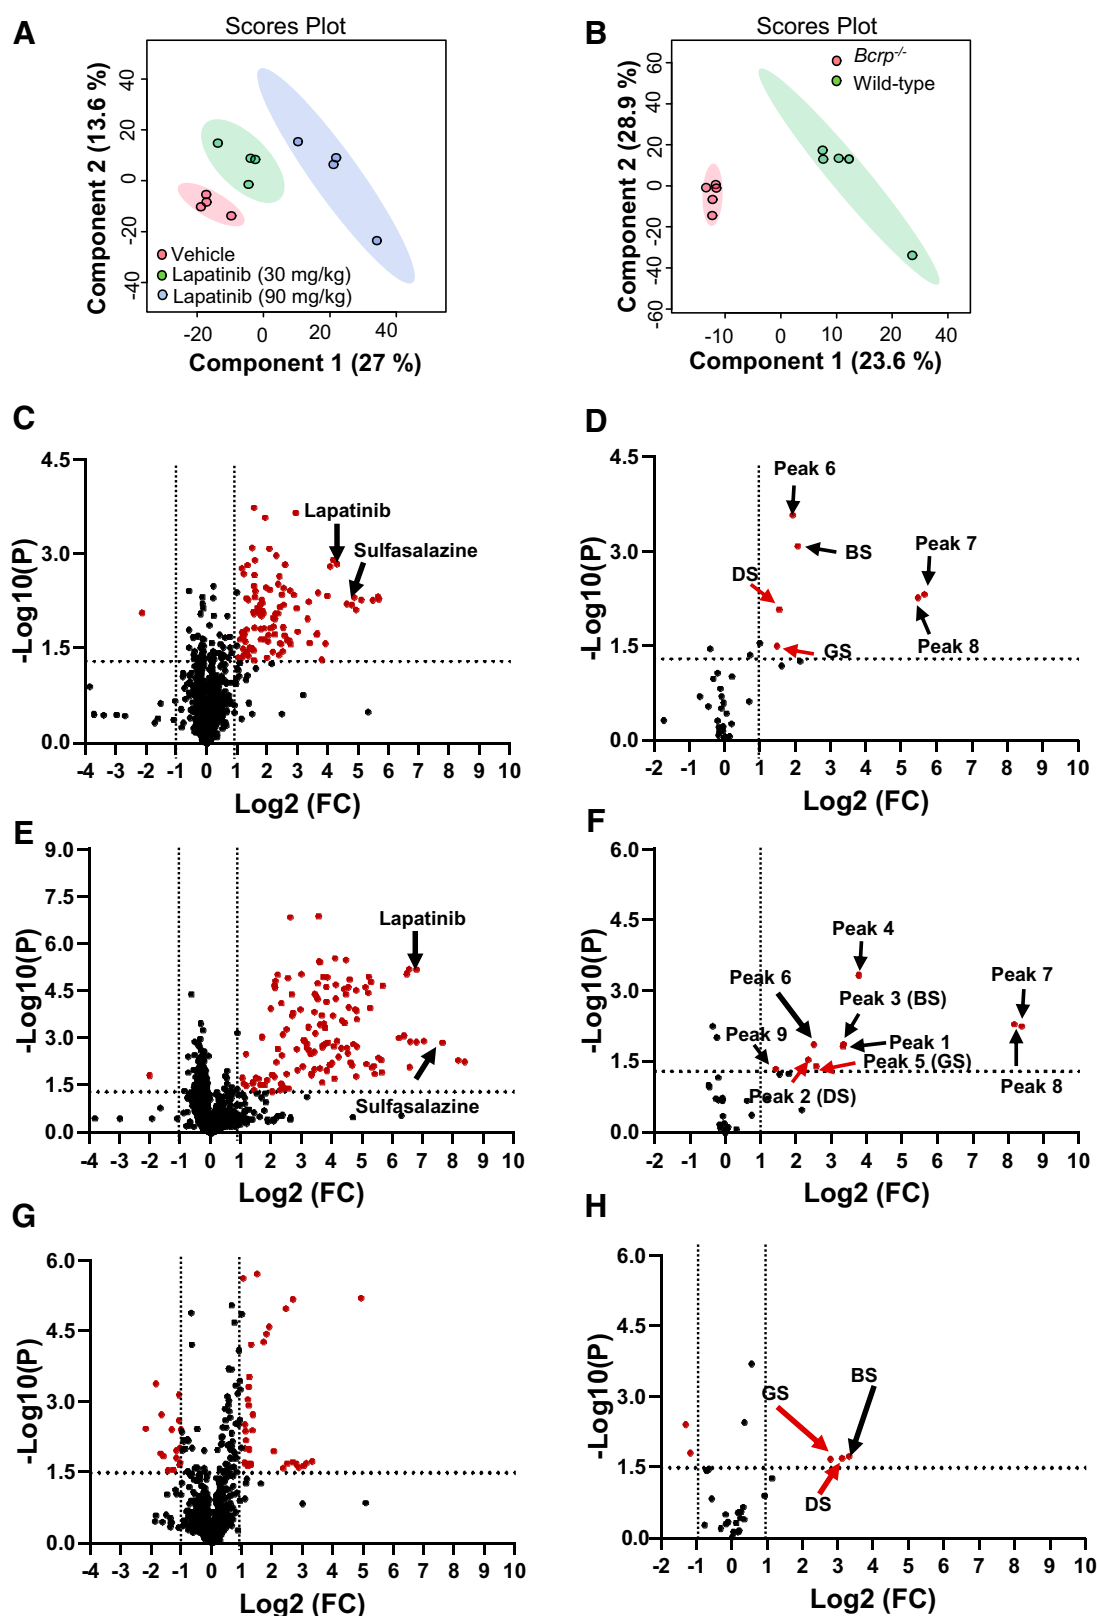 A
Scores Plot
Component 2 (13.6 %)
40
20
0
-20
-40
Vehicle
Lapatinib (30 mg/kg)
Lapatinib (90 mg/kg)
-20 0 20 40
Component 1 (27 %)
B
Scores Plot
Component 2 (28.9 %)
60
40
20
0
-20
-40
-60
Bcrp-/-
Wild-type
-10 0 10 20 40
Component 1 (23.6 %)
C
-Log10(P)
4.5
3.0
1.5
0.0
Lapatinib
Sulfasalazine
-4 -3 -2 -1 0 1 2 3 4 5 6 7 8 9 10
Log2 (FC)
D
-Log10(P)
4.5
3.0
1.5
0.0
Peak 6
BS
Peak 7
DS
GS
Peak 8
-2 -1 0 1 2 3 4 5 6 7 8 9 10
Log2 (FC)
E
-Log10(P)
9.0
7.5
6.0
4.5
3.0
1.5
0.0
Lapatinib
Sulfasalazine
-4 -3 -2 -1 0 1 2 3 4 5 6 7 8 9 10
Log2 (FC)
F
-Log10(P)
6.0
4.5
3.0
1.5
0.0
Peak 4
Peak 6
Peak 7
Peak 3 (BS)
Peak 9
Peak 1
Peak 5 (GS)
Peak 8
Peak 2 (DS)
-2 -1 0 1 2 3 4 5 6 7 8 9 10
Log2 (FC)
G
-Log10(P)
6.0
4.5
3.0
1.5
0.0
-4 -3 -2 -1 0 1 2 3 4 5 6 7 8 9 10
Log2 (FC)
H
-Log10(P)
6.0
4.5
3.0
1.5
0.0
BS
GS
DS
-2 -1 0 1 2 3 4 5 6 7 8 9 10
Log2 (FC)